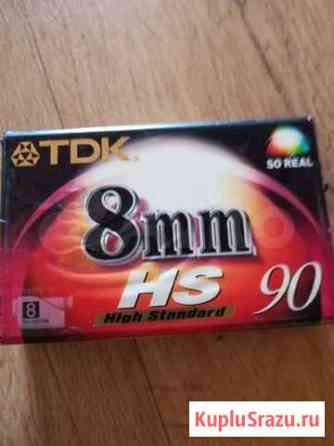 TDK.
SO REAL
8mm
HS 90
High Standard
8
KupluSrazu.ru